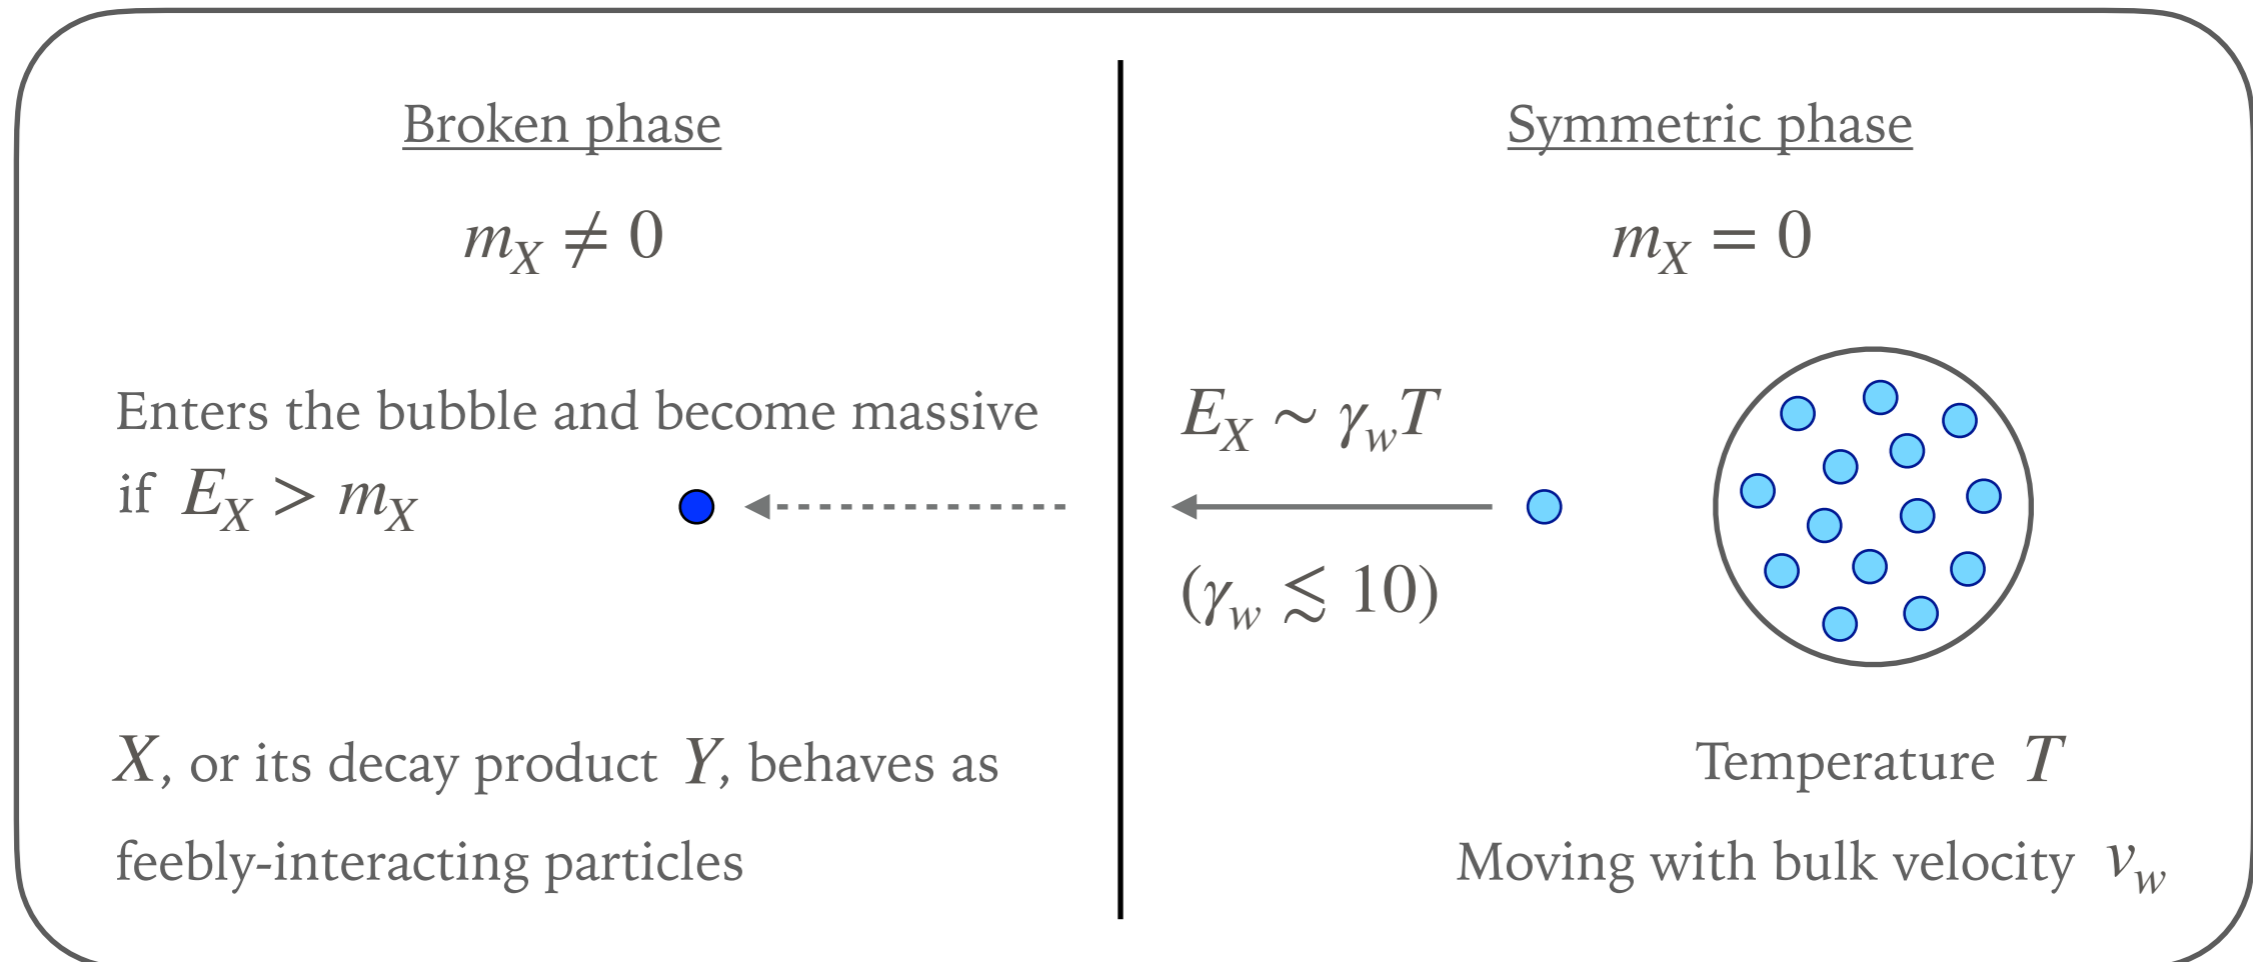 Broken phase
m_X ≠ 0
Enters the bubble and become massive
if E_X > m_X
X, or its decay product Y, behaves as
feebly-interacting particles
Symmetric phase
m_X = 0
E_X ∼ γ_w T
(γ_w ≲ 10)
Temperature T
Moving with bulk velocity v_w